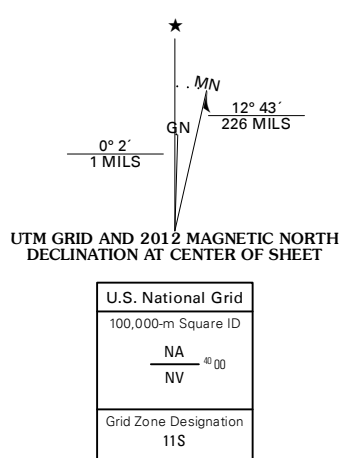 ★
MN
12° 43´
226 MILS
GN
0° 2´
1 MILS
UTM GRID AND 2012 MAGNETIC NORTH
DECLINATION AT CENTER OF SHEET
U.S. National Grid
100,000-m Square ID
NA
40 00
NV
Grid Zone Designation
11S